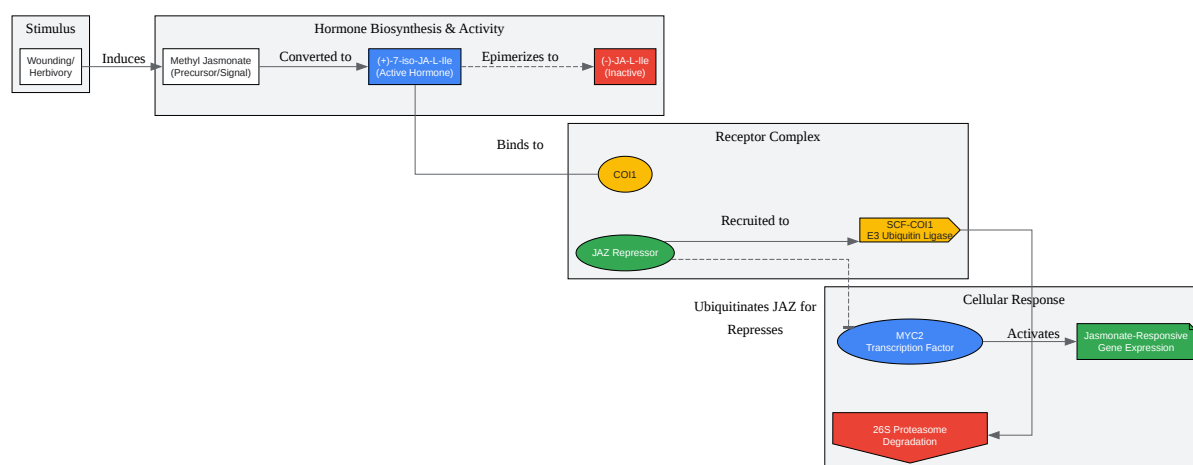 Stimulus
Wounding/
Herbivory
Induces
Hormone Biosynthesis & Activity
Methyl Jasmonate
(Precursor/Signal)
Converted to
(+)-7-iso-JA-L-Ile
(Active Hormone)
Epimerizes to
(-)-JA-L-Ile
(Inactive)
Binds to
Receptor Complex
COI1
JAZ Repressor
Recruited to
SCF-COI1
E3 Ubiquitin Ligase
Ubiquitinates JAZ for
Represses
Cellular Response
MYC2
Transcription Factor
Activates
Jasmonate-Responsive
Gene Expression
26S Proteasome
Degradation